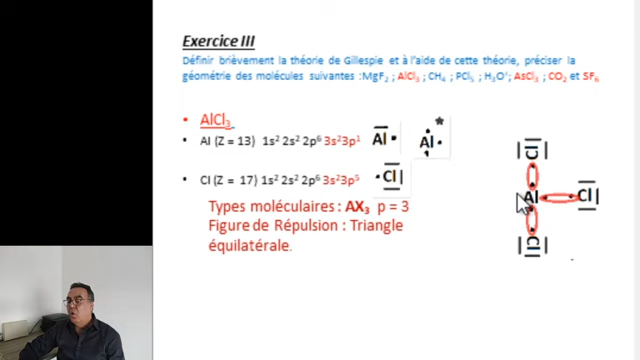 Exercice III
Définir brièvement la théorie de Gillespie et à l'aide de cette théorie, préciser la
géométrie des molécules suivantes :MgF₂ ; AlCl₃ ; CH₄ ; PCl₅ ; H₃O⁺; AsCl₃ ; CO₂ et SF₆
• AlCl₃
• Al (Z = 13) 1s² 2s² 2p⁶ 3s²3p¹ Al Al *
• Cl (Z = 17) 1s² 2s² 2p⁶ 3s²3p⁵ Cl
Types moléculaires : AX₃ p = 3
Figure de Répulsion : Triangle
équilatérale.
Cl
Al Cl
Cl